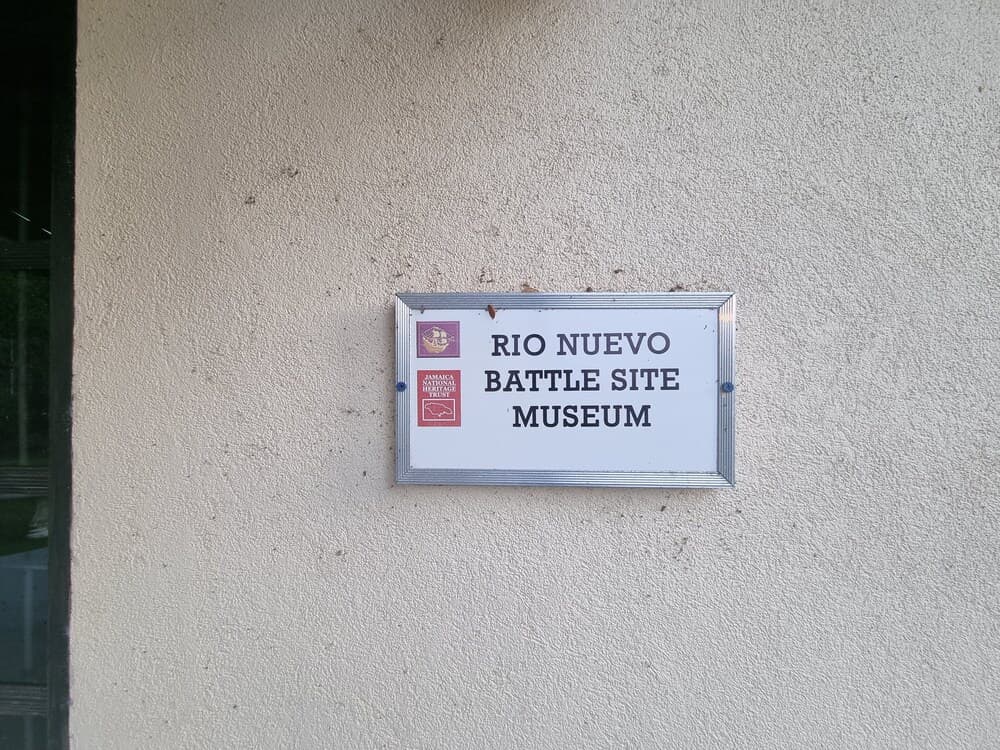 RIO NUEVO
BATTLE SITE
MUSEUM
JAMAICA
NATIONAL
HERITAGE
TRUST